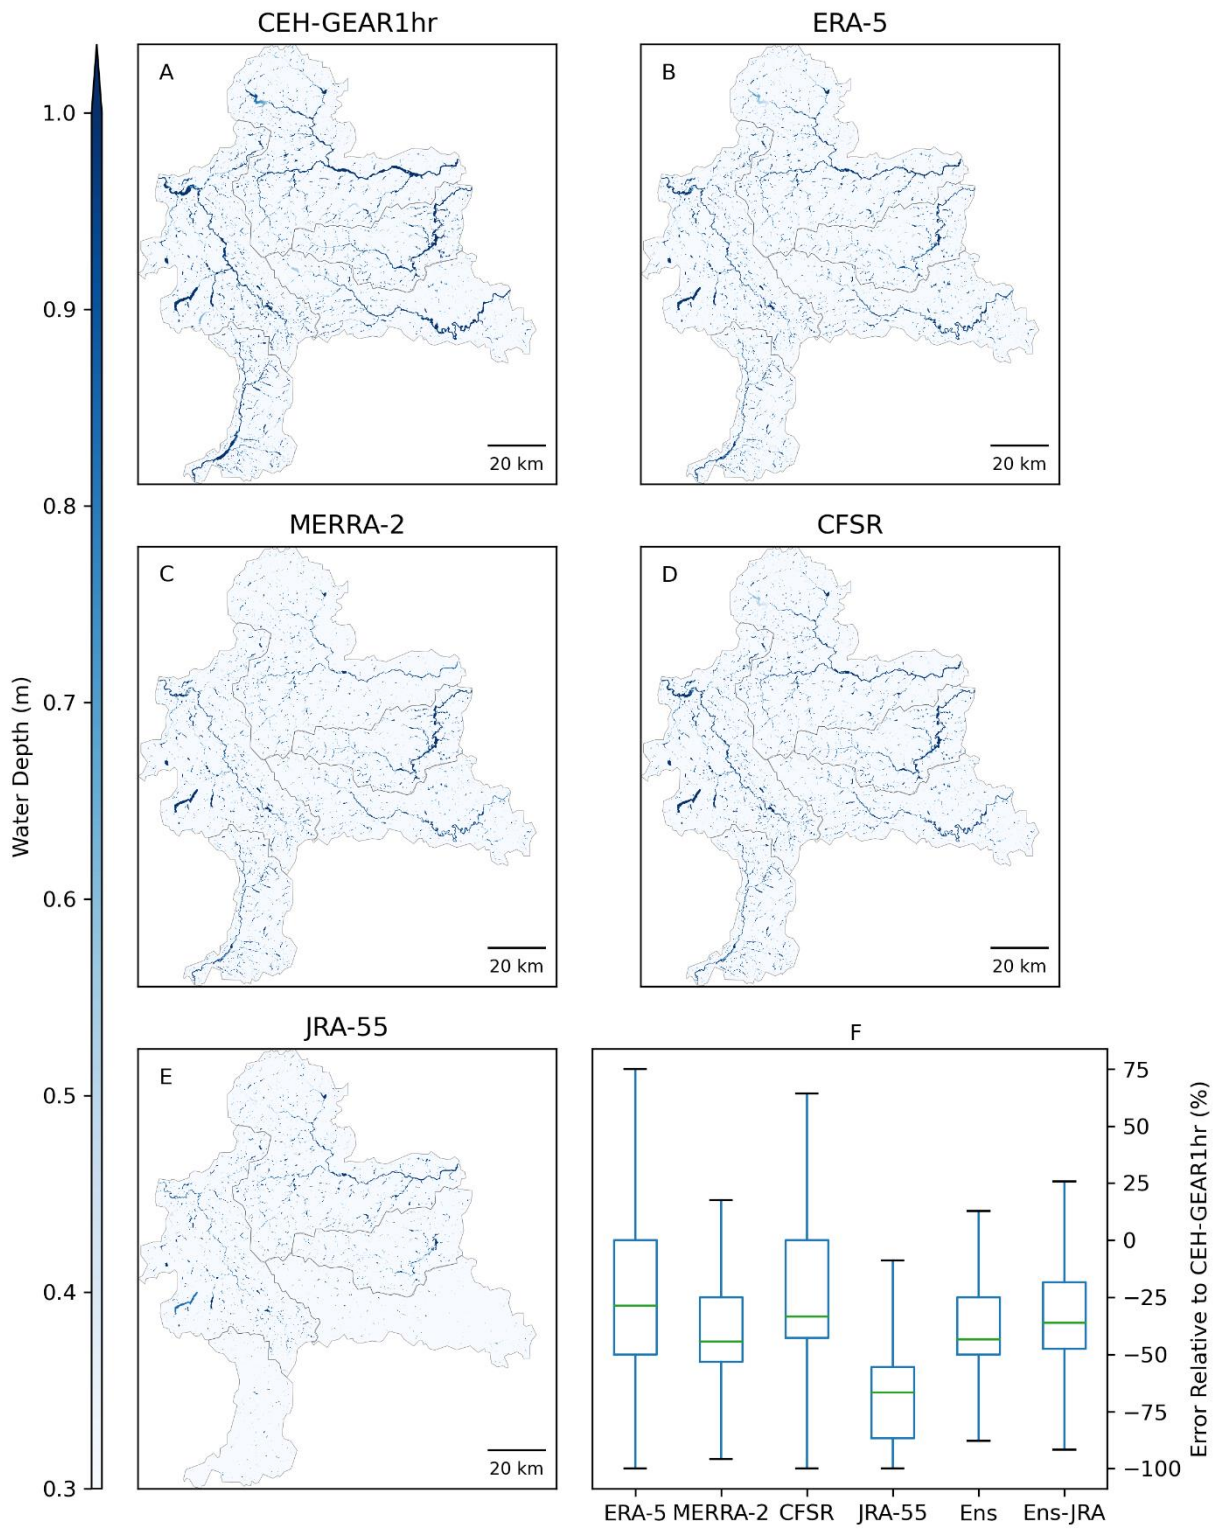 CEH-GEAR1hr
ERA-5
A
B
20 km
20 km
MERRA-2
CFSR
C
D
20 km
20 km
JRA-55
F
E
20 km
1.0
0.9
0.8
0.7
0.6
0.5
0.4
0.3
Water Depth (m)
75
50
25
0
−25
−50
−75
−100
Error Relative to CEH-GEAR1hr (%)
ERA-5 MERRA-2 CFSR JRA-55 Ens Ens-JRA